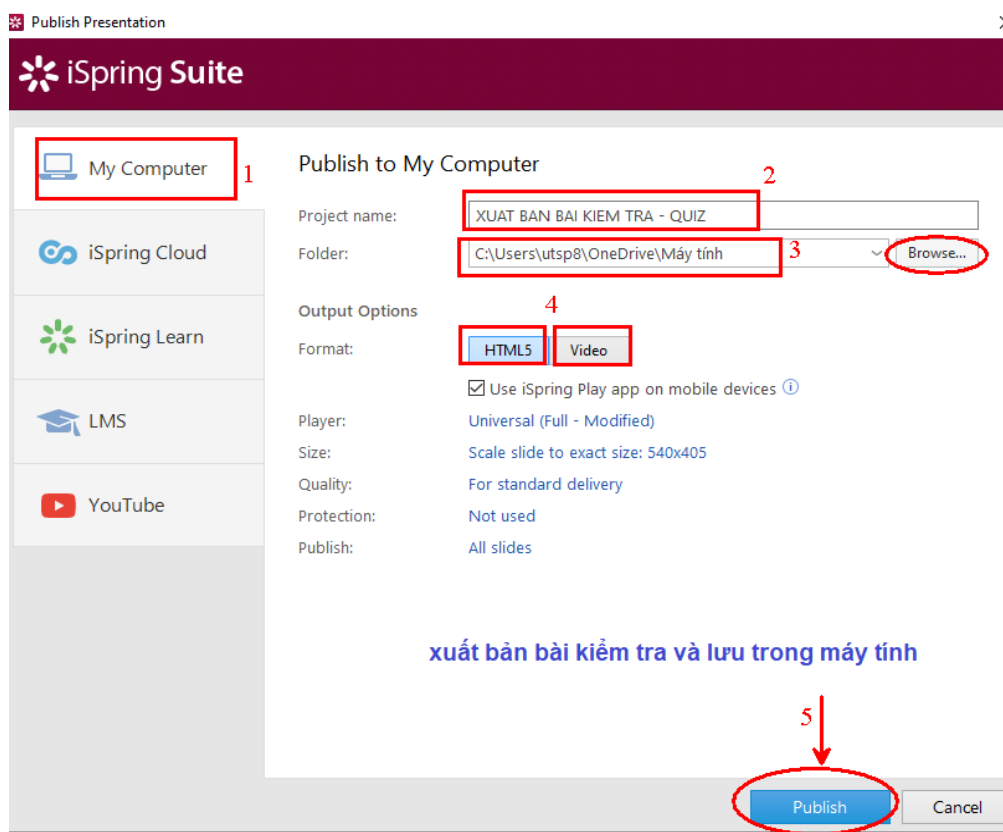 Publish Presentation
iSpring Suite
My Computer
1
iSpring Cloud
iSpring Learn
LMS
YouTube
Publish to My Computer
2
Project name: XUAT BAN BAI KIEM TRA - QUIZ
Folder: C:\Users\utsp8\OneDrive\Máy tính 3 Browse...
Output Options 4
Format: HTML5 Video
Use iSpring Play app on mobile devices
Player: Universal (Full - Modified)
Size: Scale slide to exact size: 540x405
Quality: For standard delivery
Protection: Not used
Publish: All slides
xuất bản bài kiểm tra và lưu trong máy tính
5
Publish Cancel